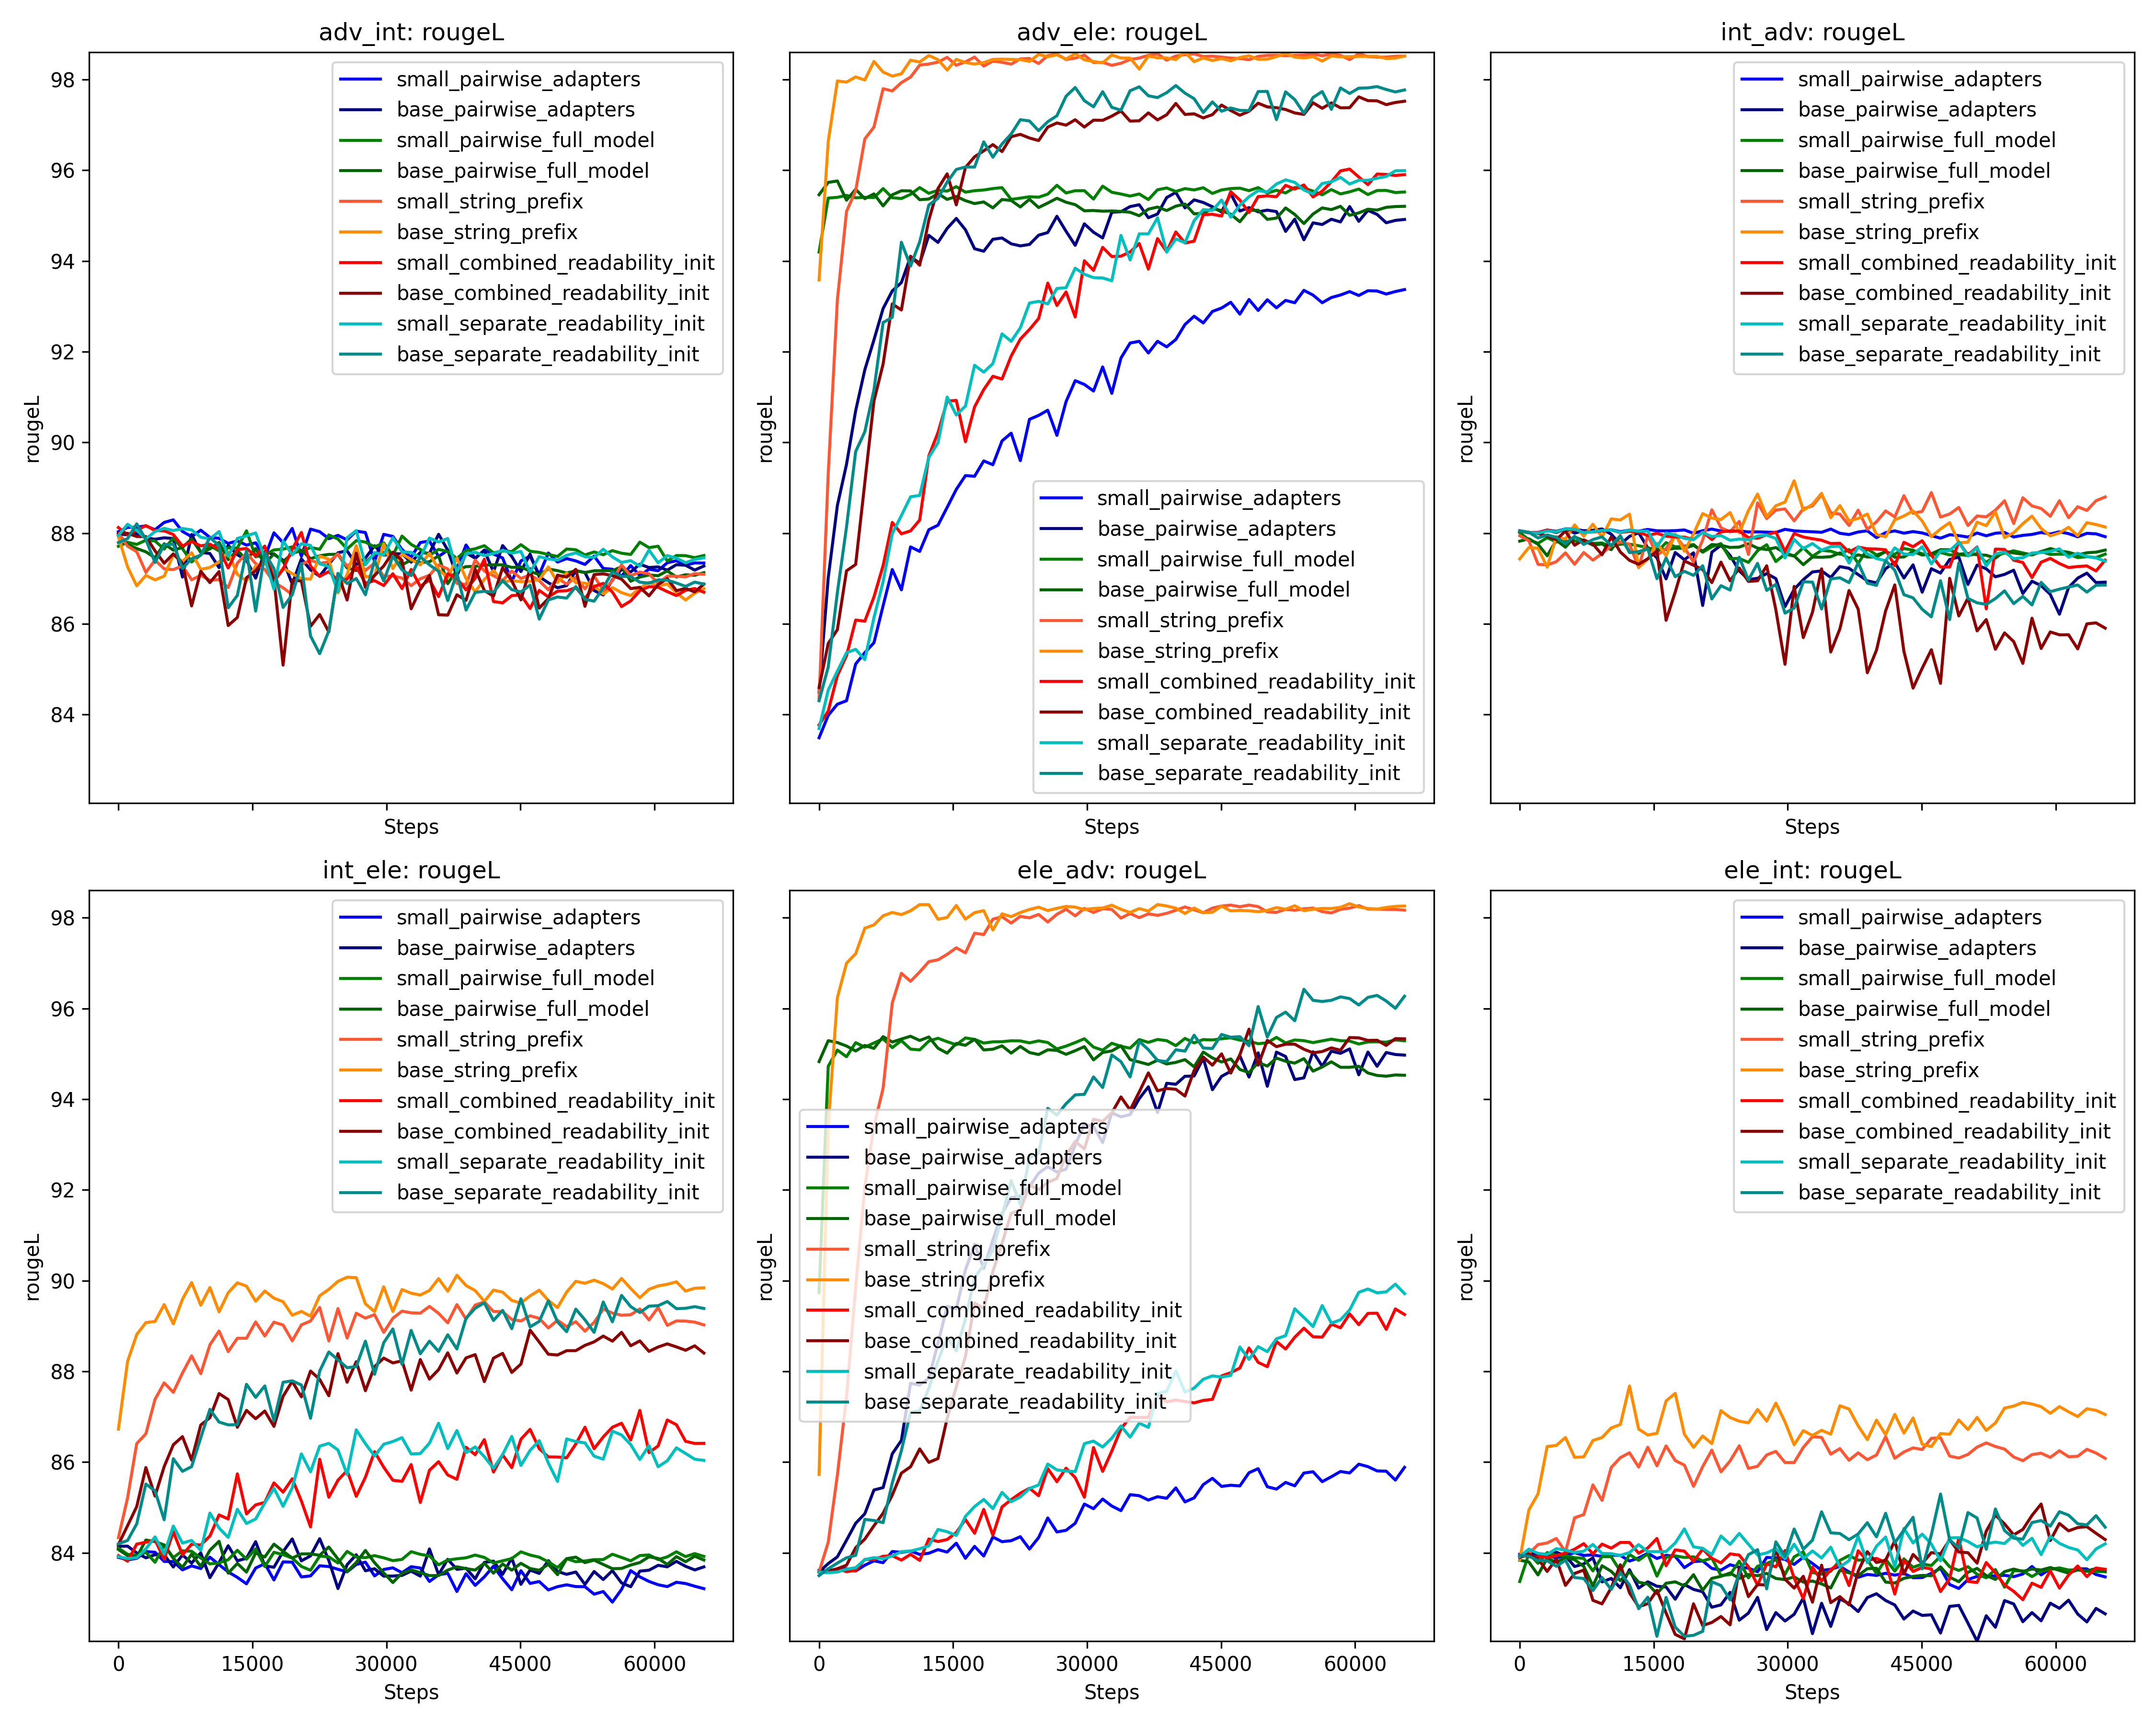 adv_int: rougeL
98
96
94
92
90
88
86
84
rougeL
Steps
small_pairwise_adapters
base_pairwise_adapters
small_pairwise_full_model
base_pairwise_full_model
small_string_prefix
base_string_prefix
small_combined_readability_init
base_combined_readability_init
small_separate_readability_init
base_separate_readability_init
adv_ele: rougeL
rougeL
Steps
small_pairwise_adapters
base_pairwise_adapters
small_pairwise_full_model
base_pairwise_full_model
small_string_prefix
base_string_prefix
small_combined_readability_init
base_combined_readability_init
small_separate_readability_init
base_separate_readability_init
int_adv: rougeL
rougeL
Steps
small_pairwise_adapters
base_pairwise_adapters
small_pairwise_full_model
base_pairwise_full_model
small_string_prefix
base_string_prefix
small_combined_readability_init
base_combined_readability_init
small_separate_readability_init
base_separate_readability_init
int_ele: rougeL
98
96
94
92
90
88
86
84
rougeL
0 15000 30000 45000 60000
Steps
small_pairwise_adapters
base_pairwise_adapters
small_pairwise_full_model
base_pairwise_full_model
small_string_prefix
base_string_prefix
small_combined_readability_init
base_combined_readability_init
small_separate_readability_init
base_separate_readability_init
ele_adv: rougeL
rougeL
0 15000 30000 45000 60000
Steps
small_pairwise_adapters
base_pairwise_adapters
small_pairwise_full_model
base_pairwise_full_model
small_string_prefix
base_string_prefix
small_combined_readability_init
base_combined_readability_init
small_separate_readability_init
base_separate_readability_init
ele_int: rougeL
rougeL
0 15000 30000 45000 60000
Steps
small_pairwise_adapters
base_pairwise_adapters
small_pairwise_full_model
base_pairwise_full_model
small_string_prefix
base_string_prefix
small_combined_readability_init
base_combined_readability_init
small_separate_readability_init
base_separate_readability_init